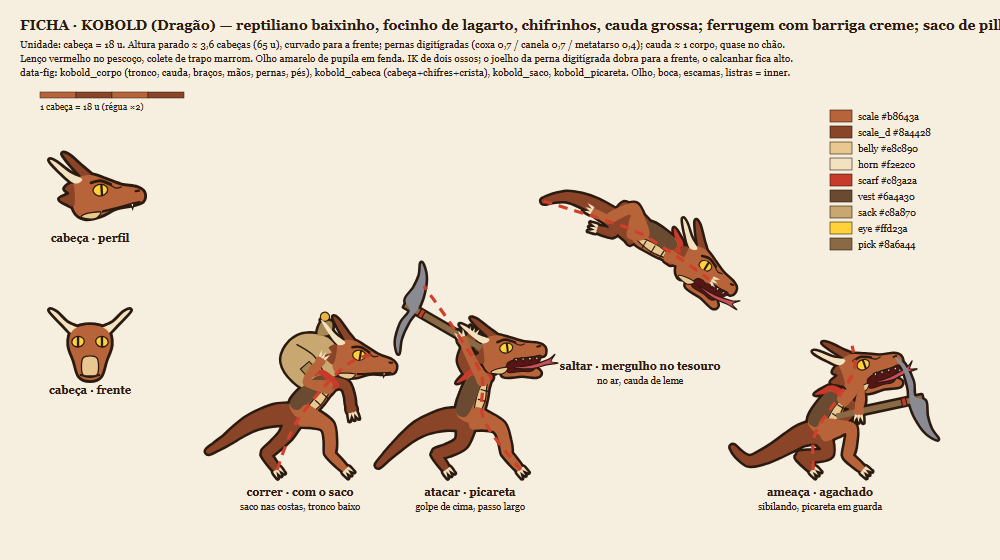 FICHA · KOBOLD (Dragão) — reptiliano baixinho, focinho de lagarto, chifrinhos, cauda grossa; ferrugem com barriga creme; saco de
Unidade: cabeça = 18 u. Altura parado ≈ 3,6 cabeças (65 u), curvado para a frente; pernas digitígradas (coxa 0,7 / canela 0,7 / metatarso 0,4); cauda ≈ 1 corpo, quase no chão.
Lenço vermelho no pescoço, colete de trapo marrom. Olho amarelo de pupila em fenda. IK de dois ossos; o joelho da perna digitígrada dobra para a frente, o calcanhar fica alto.
data-fig: kobold_corpo (tronco, cauda, braços, mãos, pernas, pés), kobold_cabeca (cabeça+chifres+crista), kobold_saco, kobold_picareta. Olho, boca, escamas, listras = inner.
1 cabeça = 18 u (régua ×2)
scale #b8643a
scale_d #8a4428
belly #e8c890
horn #f2e2c0
scarf #c83a2a
vest #6a4a30
sack #c8a870
eye #ffd23a
pick #8a6a44
cabeça · perfil
cabeça · frente
saltar · mergulho no tesouro
no ar, cauda de leme
correr · com o saco
saco nas costas, tronco baixo
atacar · picareta
golpe de cima, passo largo
ameaça · agachado
sibilando, picareta em guarda